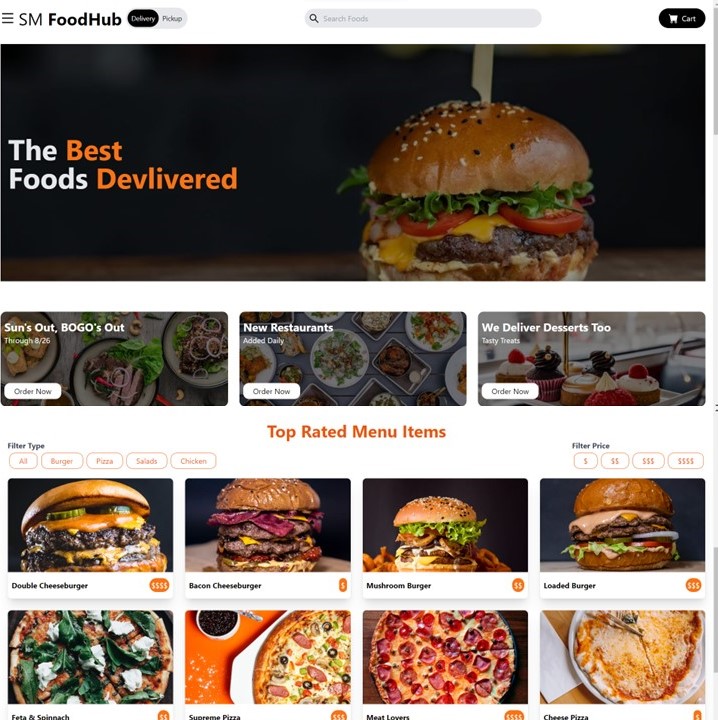 SM FoodHub
Delivery Pickup
Search Foods
Cart
The Best
Foods Devlivered
Sun's Out, BOGO's Out
Through 8/26
Order Now
New Restaurants
Added Daily
Order Now
We Deliver Desserts Too
Tasty Treats
Order Now
Top Rated Menu Items
Filter Type
All Burger Pizza Salads Chicken
Filter Price
$ $$ $$$ $$$$
Double Cheeseburger $$$$
Bacon Cheeseburger $
Mushroom Burger $$
Loaded Burger $$$
Feta & Spinnach $$
Supreme Pizza $$$
Meat Lovers $$$$
Cheese Pizza $